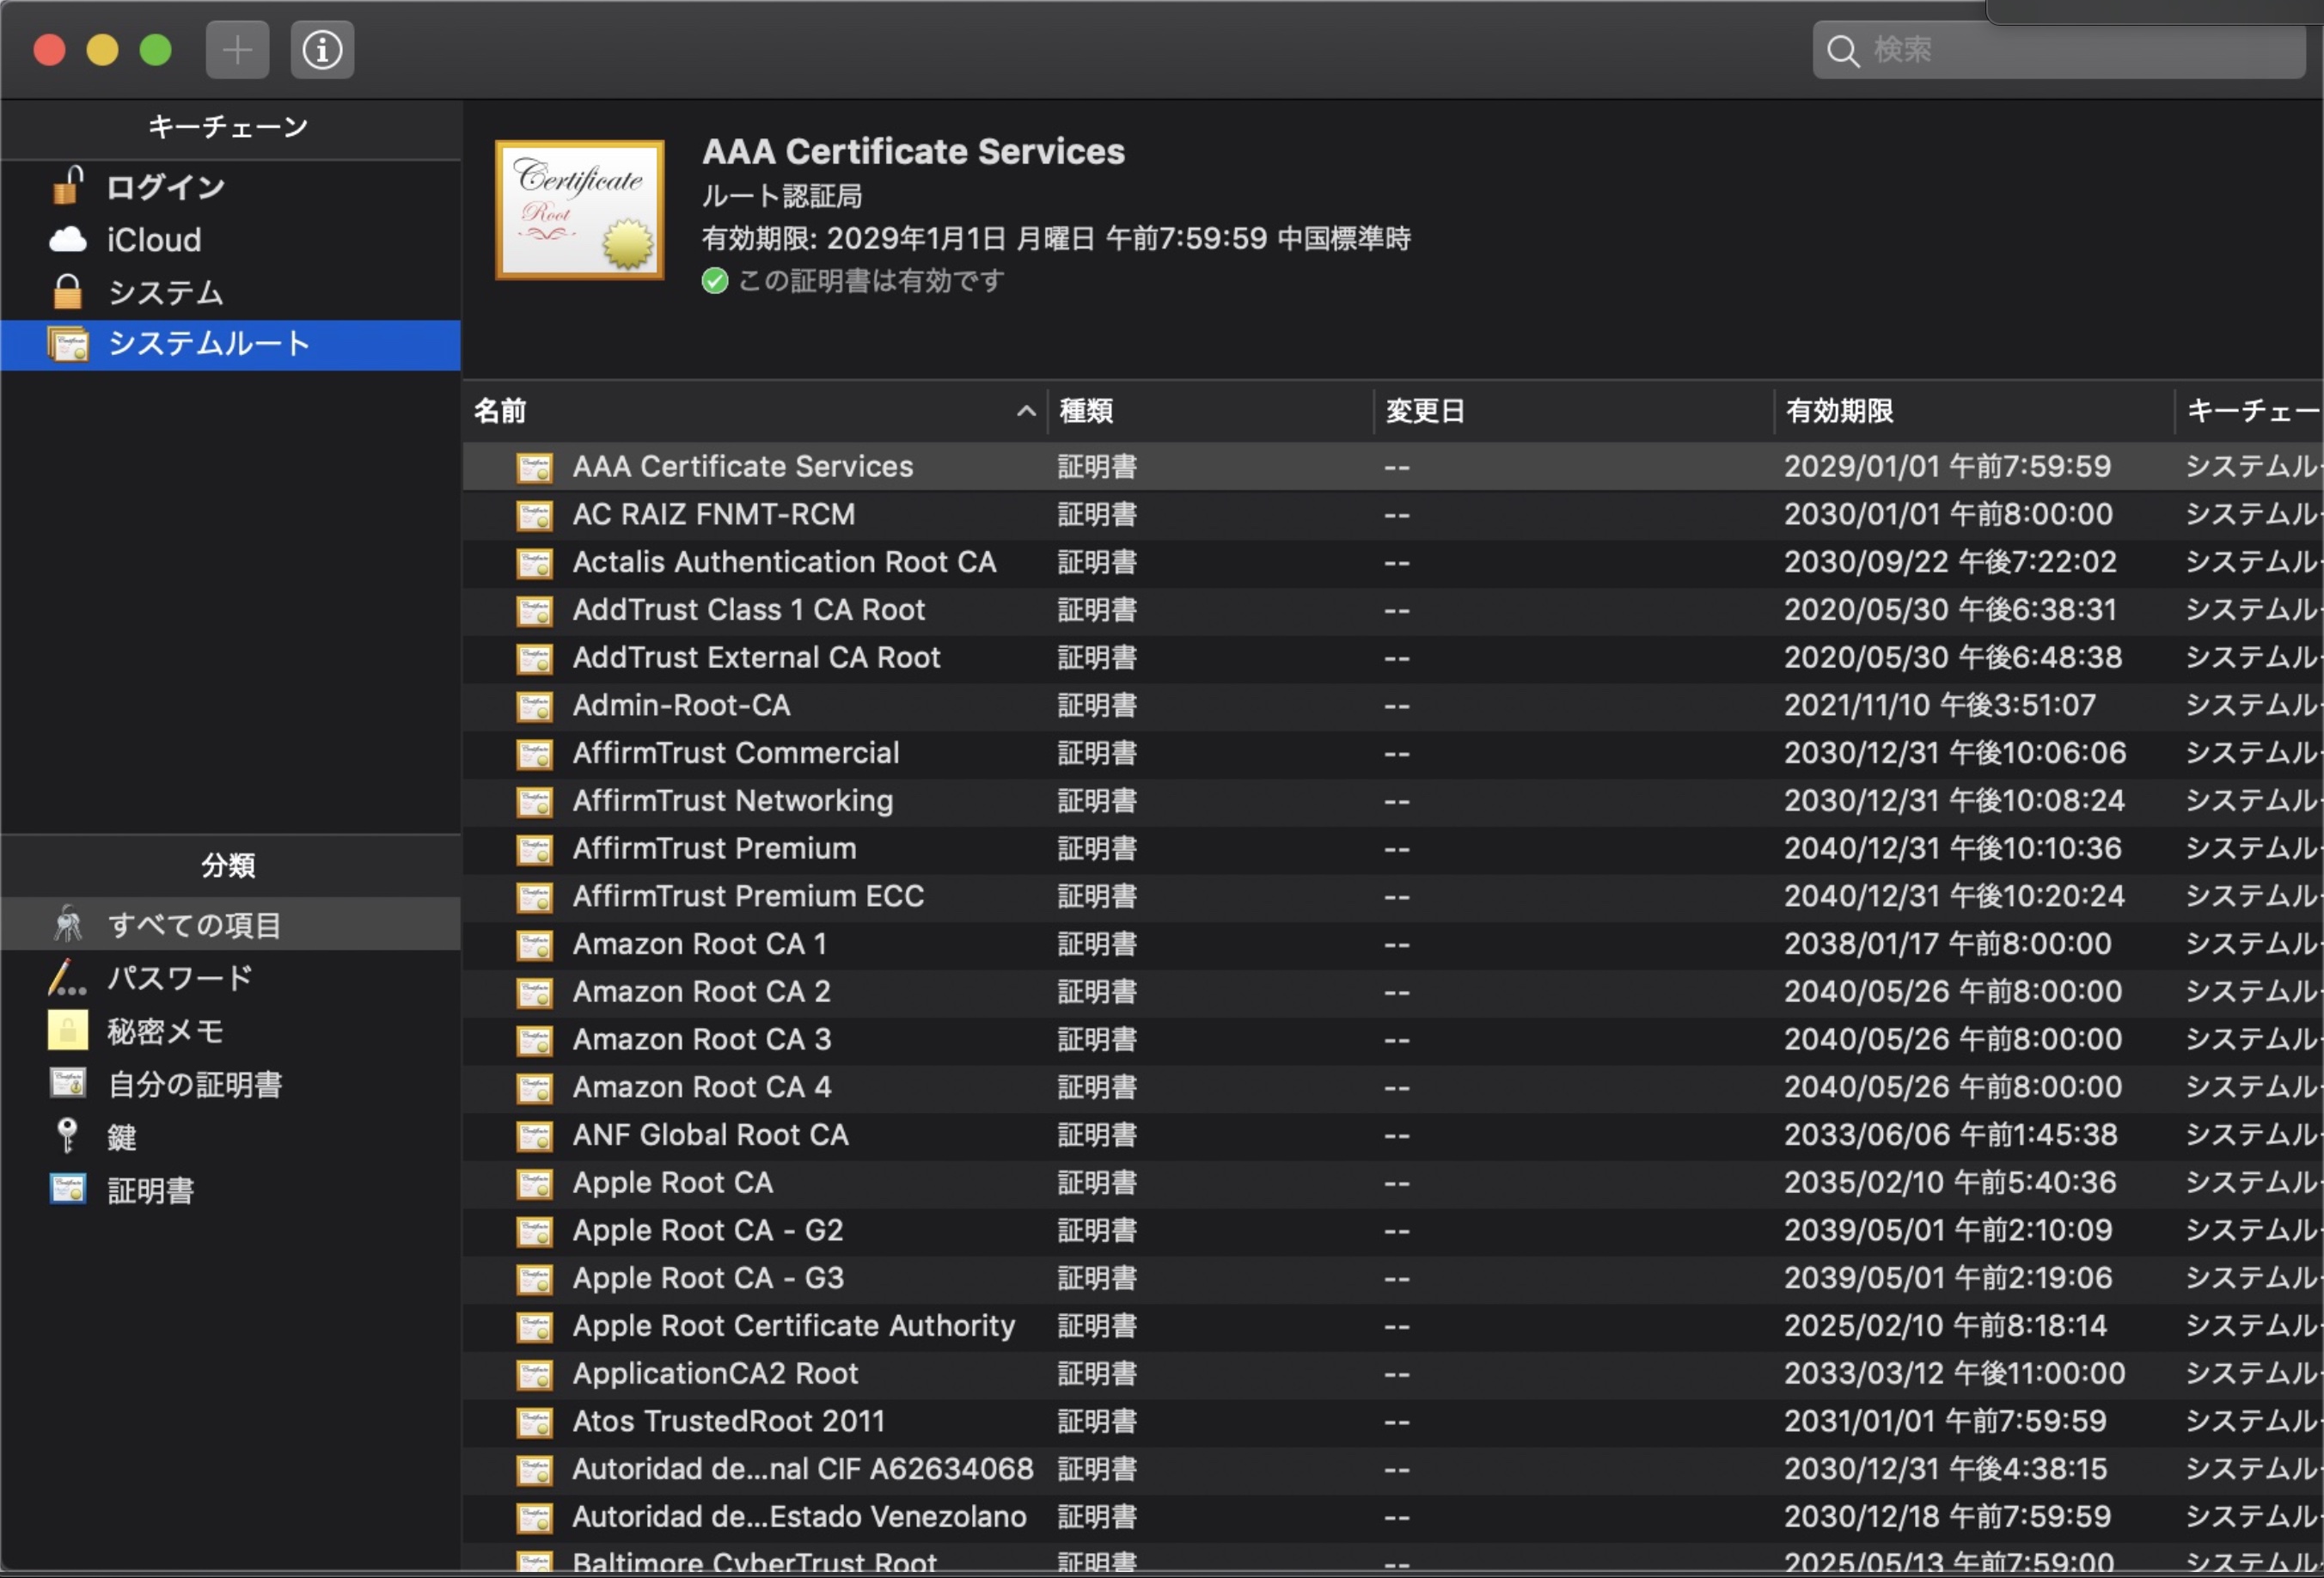 検索
キーチェーン
ログイン
iCloud
システム
システムルート
分類
すべての項目
パスワード
秘密メモ
自分の証明書
鍵
証明書
Certificate
Root
AAA Certificate Services
ルート認証局
有効期限: 2029年1月1日 月曜日 午前7:59:59 中国標準時
この証明書は有効です
名前 種類 変更日 有効期限 キーチェー
AAA Certificate Services 証明書 -- 2029/01/01 午前7:59:59 システムル
AC RAIZ FNMT-RCM 証明書 -- 2030/01/01 午前8:00:00 システムル
Actalis Authentication Root CA 証明書 -- 2030/09/22 午後7:22:02 システムル
AddTrust Class 1 CA Root 証明書 -- 2020/05/30 午後6:38:31 システムル
AddTrust External CA Root 証明書 -- 2020/05/30 午後6:48:38 システムル
Admin-Root-CA 証明書 -- 2021/11/10 午後3:51:07 システムル
AffirmTrust Commercial 証明書 -- 2030/12/31 午後10:06:06 システムル
AffirmTrust Networking 証明書 -- 2030/12/31 午後10:08:24 システムル
AffirmTrust Premium 証明書 -- 2040/12/31 午後10:10:36 システムル
AffirmTrust Premium ECC 証明書 -- 2040/12/31 午後10:20:24 システムル
Amazon Root CA 1 証明書 -- 2038/01/17 午前8:00:00 システムル
Amazon Root CA 2 証明書 -- 2040/05/26 午前8:00:00 システムル
Amazon Root CA 3 証明書 -- 2040/05/26 午前8:00:00 システムル
Amazon Root CA 4 証明書 -- 2040/05/26 午前8:00:00 システムル
ANF Global Root CA 証明書 -- 2033/06/06 午前1:45:38 システムル
Apple Root CA 証明書 -- 2035/02/10 午前5:40:36 システムル
Apple Root CA - G2 証明書 -- 2039/05/01 午前2:10:09 システムル
Apple Root CA - G3 証明書 -- 2039/05/01 午前2:19:06 システムル
Apple Root Certificate Authority 証明書 -- 2025/02/10 午前8:18:14 システムル
ApplicationCA2 Root 証明書 -- 2033/03/12 午後11:00:00 システムル
Atos TrustedRoot 2011 証明書 -- 2031/01/01 午前7:59:59 システムル
Autoridad de...nal CIF A62634068 証明書 -- 2030/12/31 午後4:38:15 システムル
Autoridad de...Estado Venezolano 証明書 -- 2030/12/18 午前7:59:59 システムル
Baltimore CyberTrust Root 証明書 -- 2025/05/13 午前7:59:00 システムル